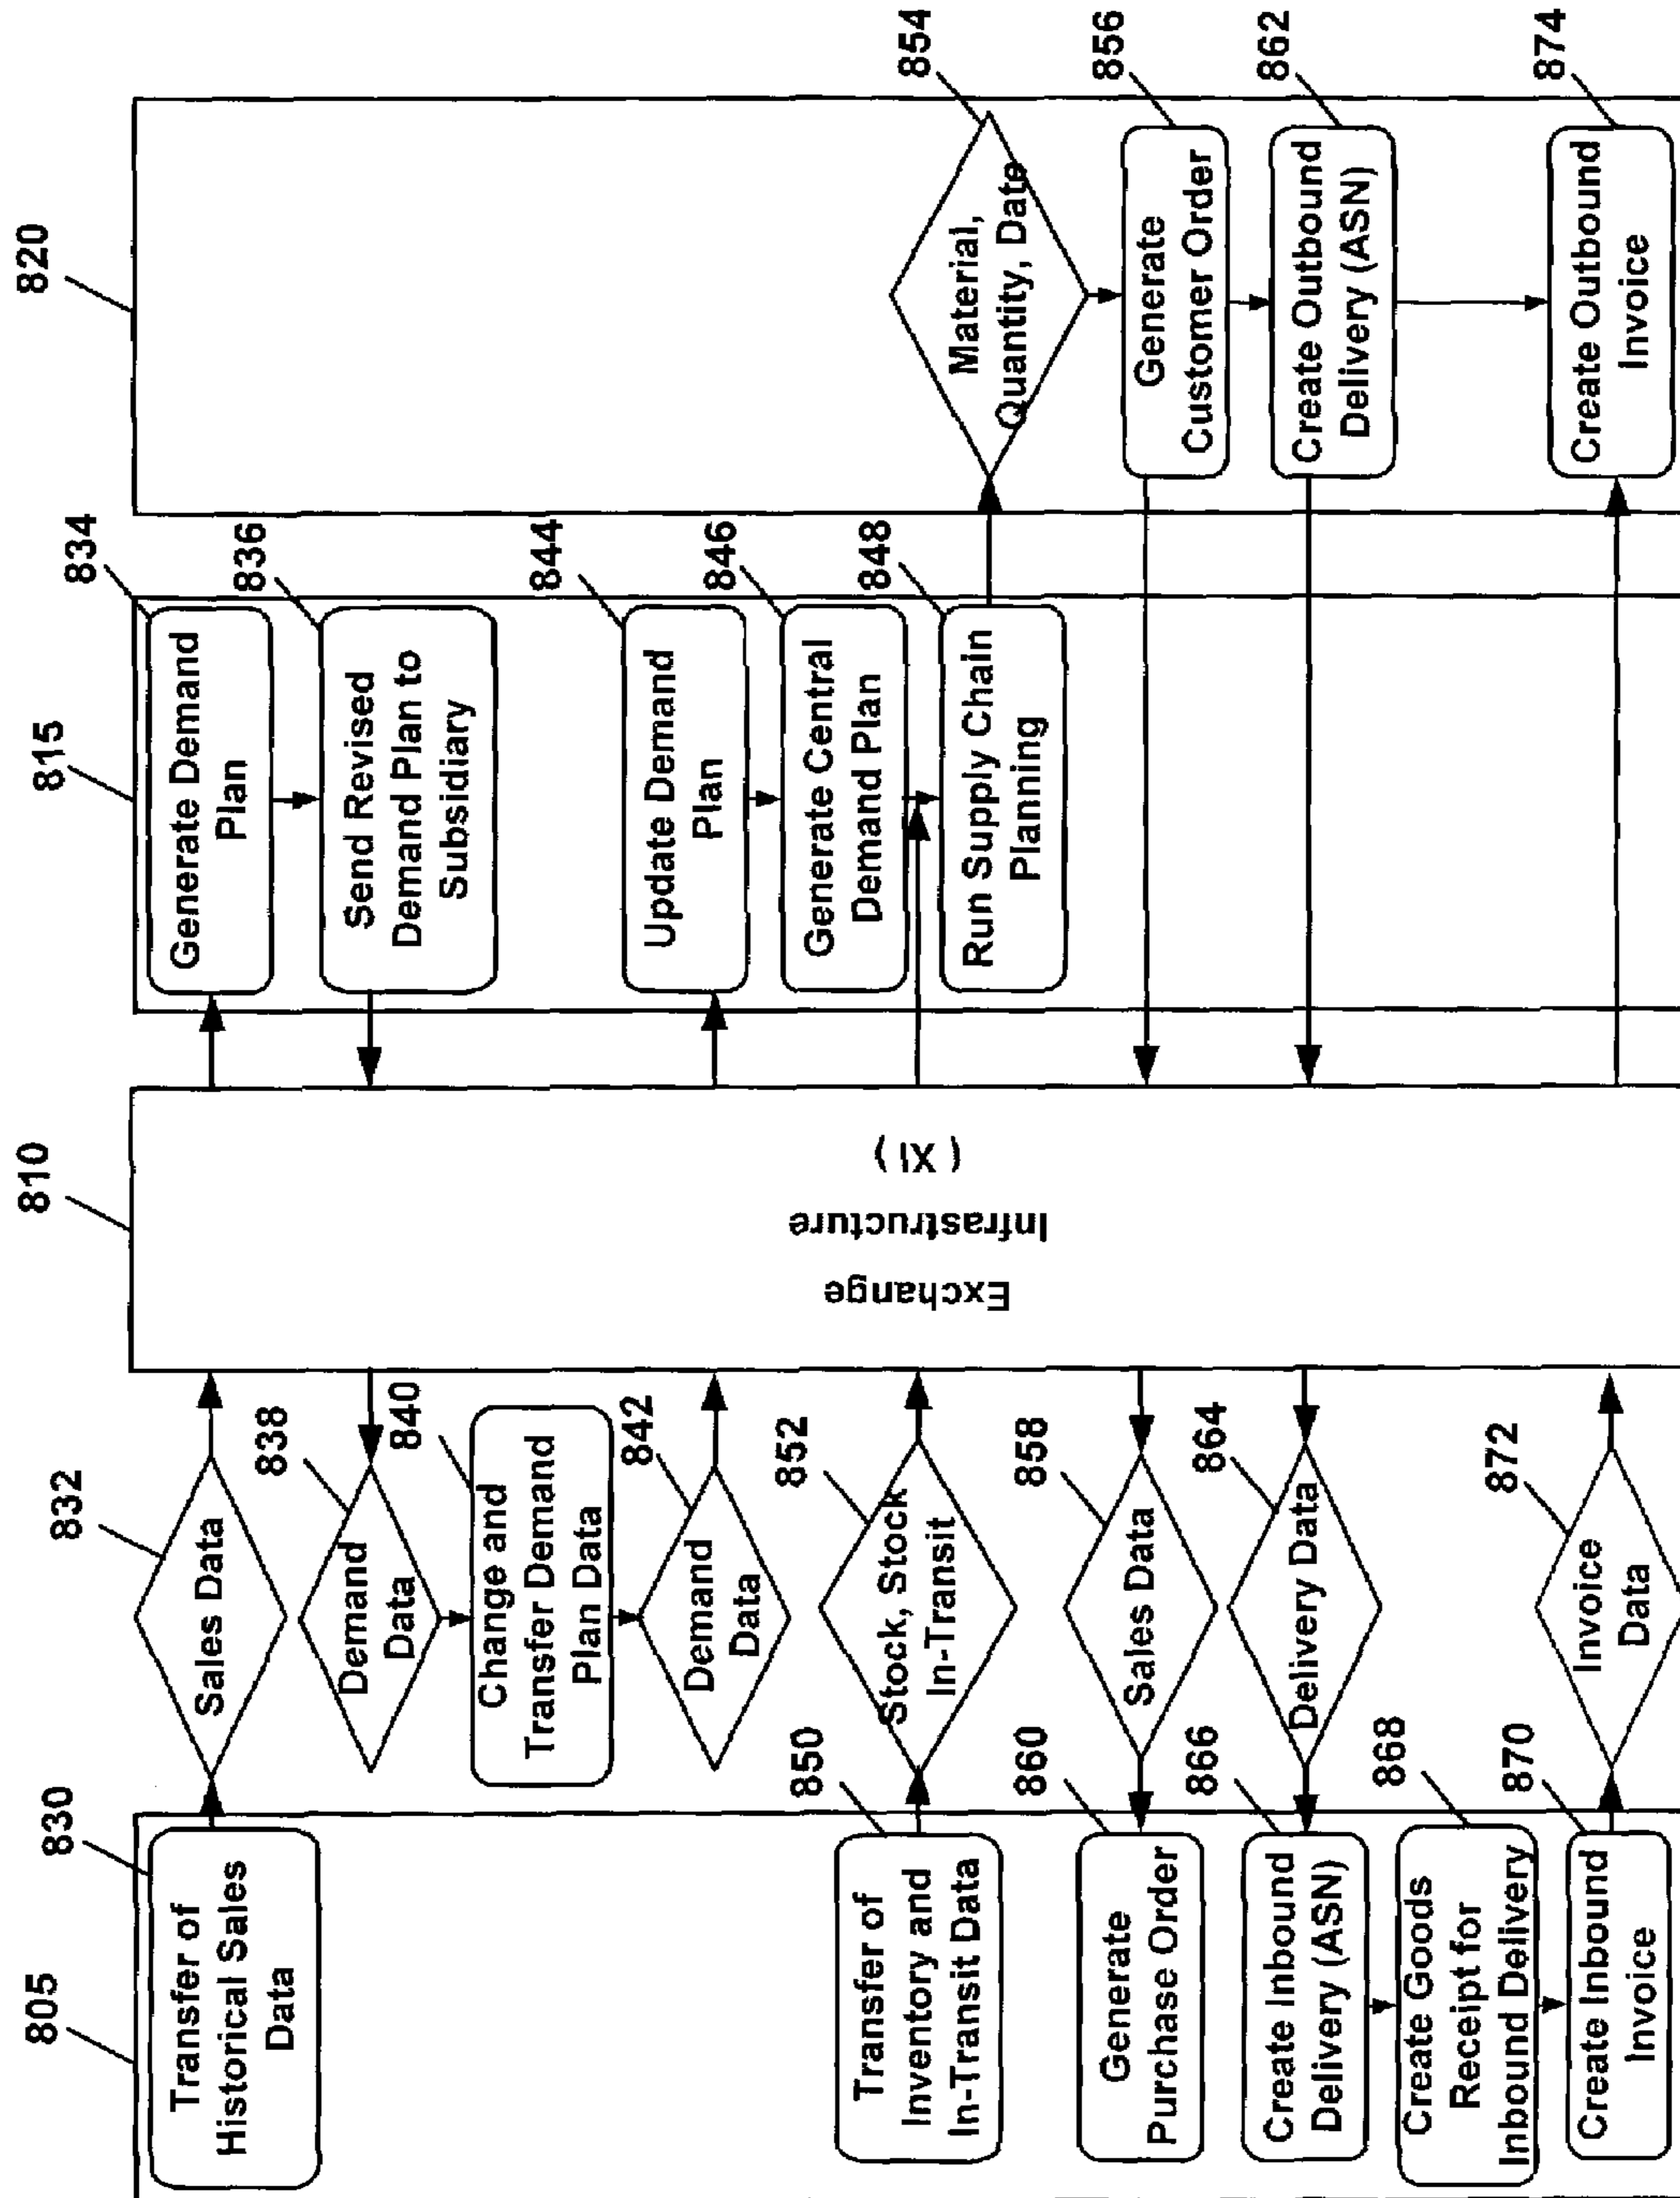 805
830
Transfer of
Historical Sales
Data
832
Sales Data
810
Exchange
Infrastructure
( XI )
815
834
Generate Demand
Plan
836
Send Revised
Demand Plan to
Subsidiary
820
838
Demand
Data
840
Change and
Transfer Demand
Plan Data
842
Demand
Data
844
Update Demand
Plan
846
Generate Central
Demand Plan
848
Run Supply Chain
Planning
850
Transfer of
Inventory and
In-Transit Data
852
Stock, Stock
In-Transit
854
Material,
Quantity, Date
856
Generate
Customer Order
858
Sales Data
860
Generate
Purchase Order
862
Create Outbound
Delivery (ASN)
864
Delivery Data
866
Create Inbound
Delivery (ASN)
868
Create Goods
Receipt for
Inbound Delivery
870
Create Inbound
Invoice
872
Invoice
Data
874
Create Outbound
Invoice